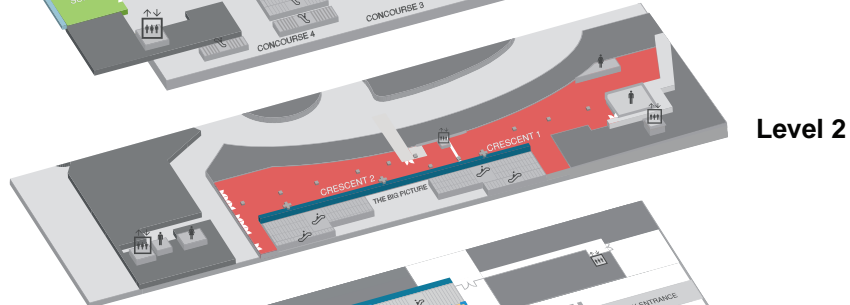 CONCOURSE 3
CONCOURSE 4
Level 2
CRESCENT 1
CRESCENT 2
THE BIG PICTURE
ENTRANCE